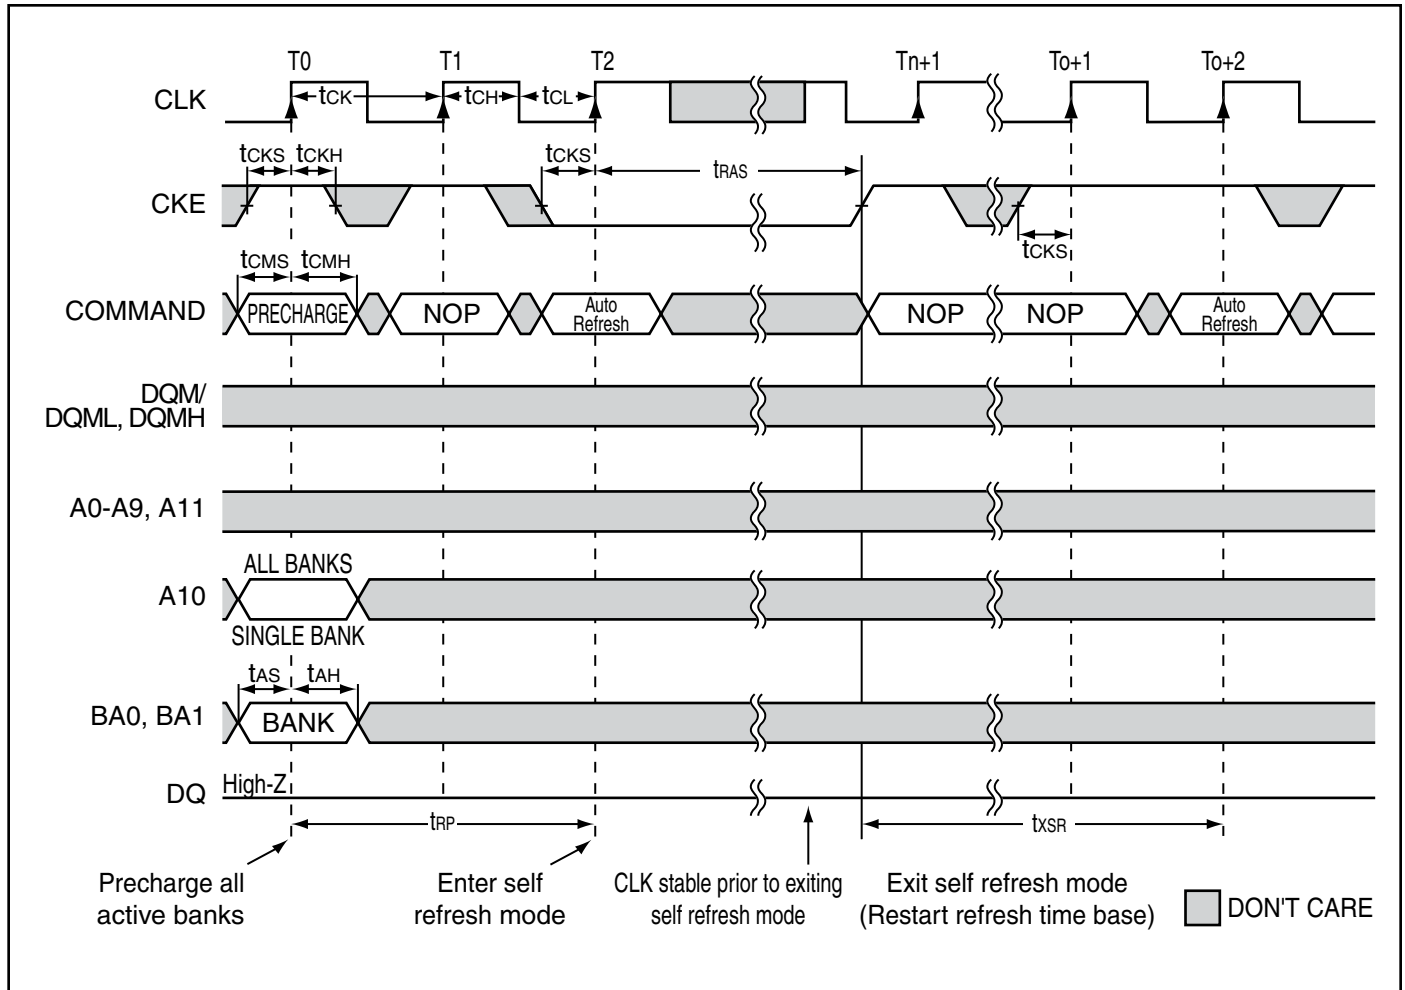 T0 T1 T2 Tn+1 To+1 To+2
CLK tCK tCH tCL
tCKS tCKH tCKS tRAS
CKE
tCKS
tCMS tCMH
COMMAND PRECHARGE NOP Auto Refresh NOP NOP Auto Refresh
DQM/
DQML, DQMH
A0-A9, A11
ALL BANKS
A10
SINGLE BANK
tAS tAH
BA0, BA1 BANK
DQ High-Z
tRP tXSR
Precharge all
active banks
Enter self
refresh mode
CLK stable prior to exiting
self refresh mode
Exit self refresh mode
(Restart refresh time base)
DON'T CARE